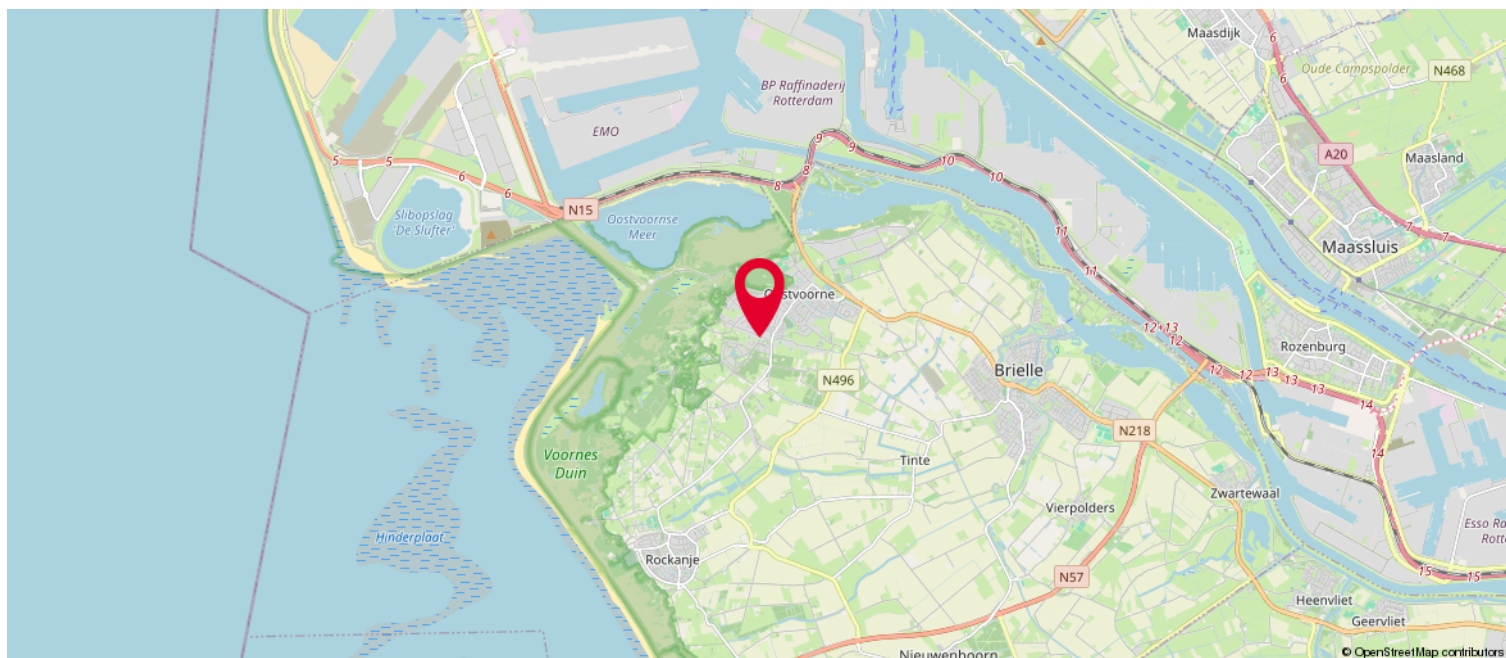 Maasdijk
6
Oude Campspolder
N468
6
BP Raffinaderij
Rotterdam
EMO
9
9
A20
Maasland
5
5
10
8
10
6
8
6
N15
Slibopslag
'De Slufter'
Oostvoornse
Meer
11
7
7
Maassluis
11
Oostvoorne
12+13
12
Rozenburg
N496
Brielle
12
12
13
13
13
14
N218
Voornes
Duin
14
Tinte
Zwartewaal
Vierpolders
Hinderplaat
Esso Ra
Rotte
Rockanje
N57
15
15
Heenvliet
Geervliet
Nieuwenhoorn
© OpenStreetMap contributors